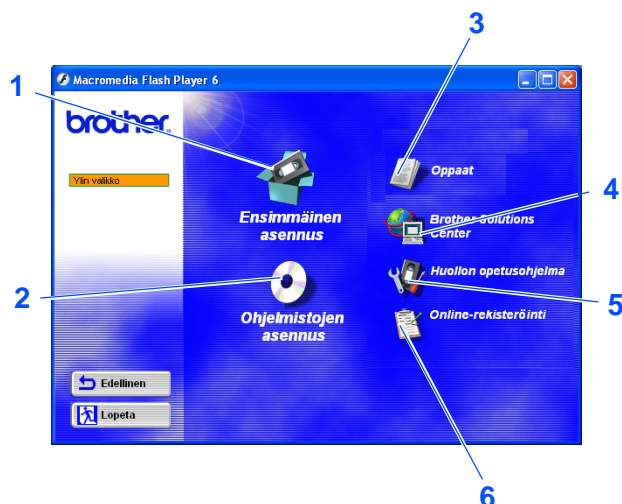 3
1
Macromedia Flash Player 6
brother
Ylin valikko
Oppaat
Ensimmäinen
asennus
Brother Solutions
Center
4
2
Huollon opetusohjelma
5
Ohjelmistojen
asennus
Online-rekisteröinti
Edellinen
Lopeta
6